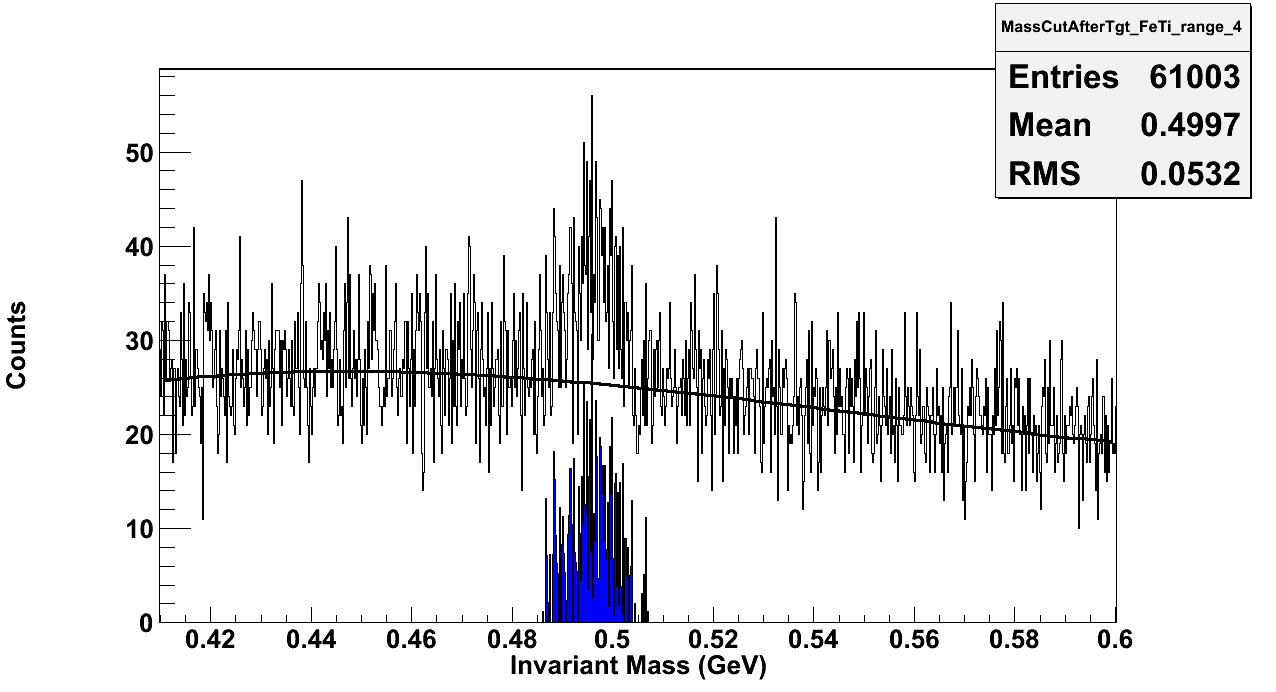 MassCutAfterTgt_FeTi_range_4
Entries 61003
Mean 0.4997
RMS 0.0532
Counts
50
40
30
20
10
0
0.42 0.44 0.46 0.48 0.5 0.52 0.54 0.56 0.58 0.6
Invariant Mass (GeV)